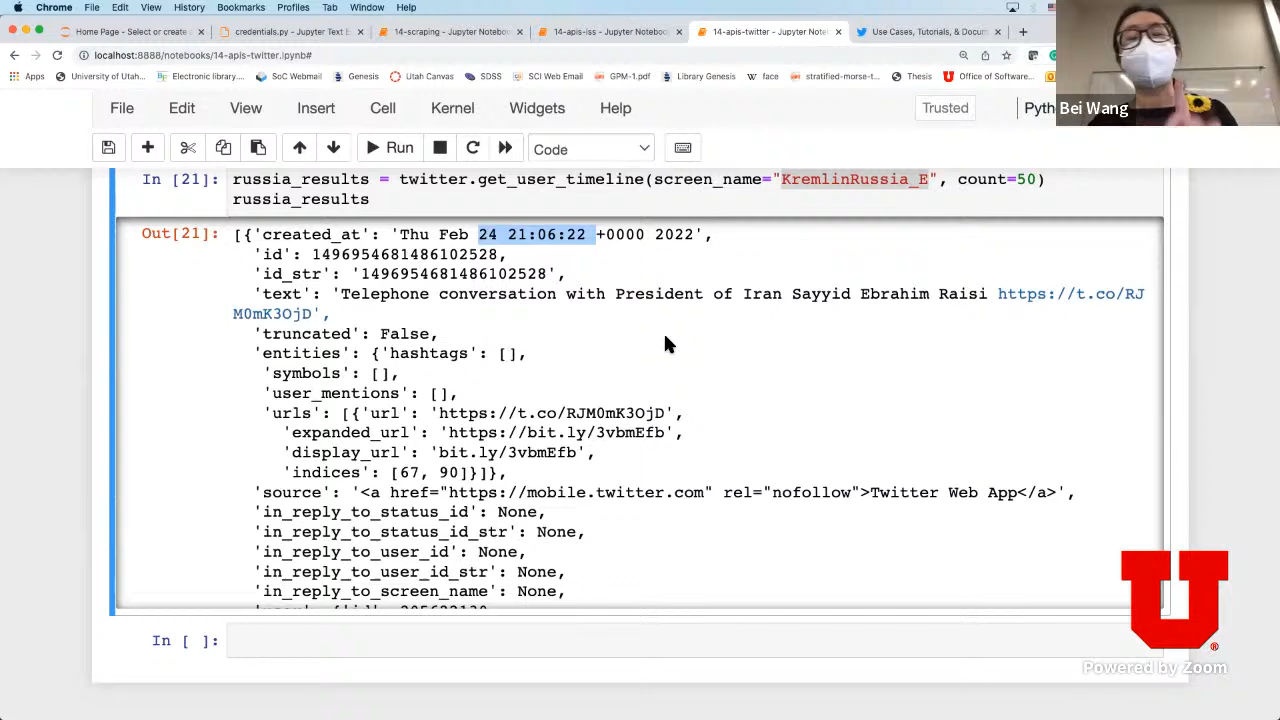 Chrome File Edit View History Bookmarks Profiles Tab Window Help
Home Page - Select or create a
credentials.py - Jupyter Text E
14-scraping - Jupyter Notebook
14-apis-iss - Jupyter Notebook
14-apis-twitter - Jupyter Note
Use Cases, Tutorials, & Docum
localhost:8888/notebooks/14-apis-twitter.ipynb#
Apps University of Utah... Electronic library... SoC Webmail Genesis Utah Canvas SDSS SCI Web Email GPM-1.pdf Library Genesis face stratified-morse-t... Thesis Office of Software...
File Edit View Insert Cell Kernel Widgets Help Trusted
Bei Wang
Run Code
In [21]: russia_results = twitter.get_user_timeline(screen_name="KremlinRussia_E", count=50)
russia_results
Out[21]: [{'created_at': 'Thu Feb 24 21:06:22 +0000 2022',
'id': 1496954681486102528,
'id_str': '1496954681486102528',
'text': 'Telephone conversation with President of Iran Sayyid Ebrahim Raisi https://t.co/RJ
M0mK3OjD',
'truncated': False,
'entities': {'hashtags': [],
'symbols': [],
'user_mentions': [],
'urls': [{'url': 'https://t.co/RJM0mK3OjD',
'expanded_url': 'https://bit.ly/3vbmEfb',
'display_url': 'bit.ly/3vbmEfb',
'indices': [67, 90]}]},
'source': '<a href="https://mobile.twitter.com" rel="nofollow">Twitter Web App</a>',
'in_reply_to_status_id': None,
'in_reply_to_status_id_str': None,
'in_reply_to_user_id': None,
'in_reply_to_user_id_str': None,
'in_reply_to_screen_name': None,
In [ ]:
U
Powered by Zoom